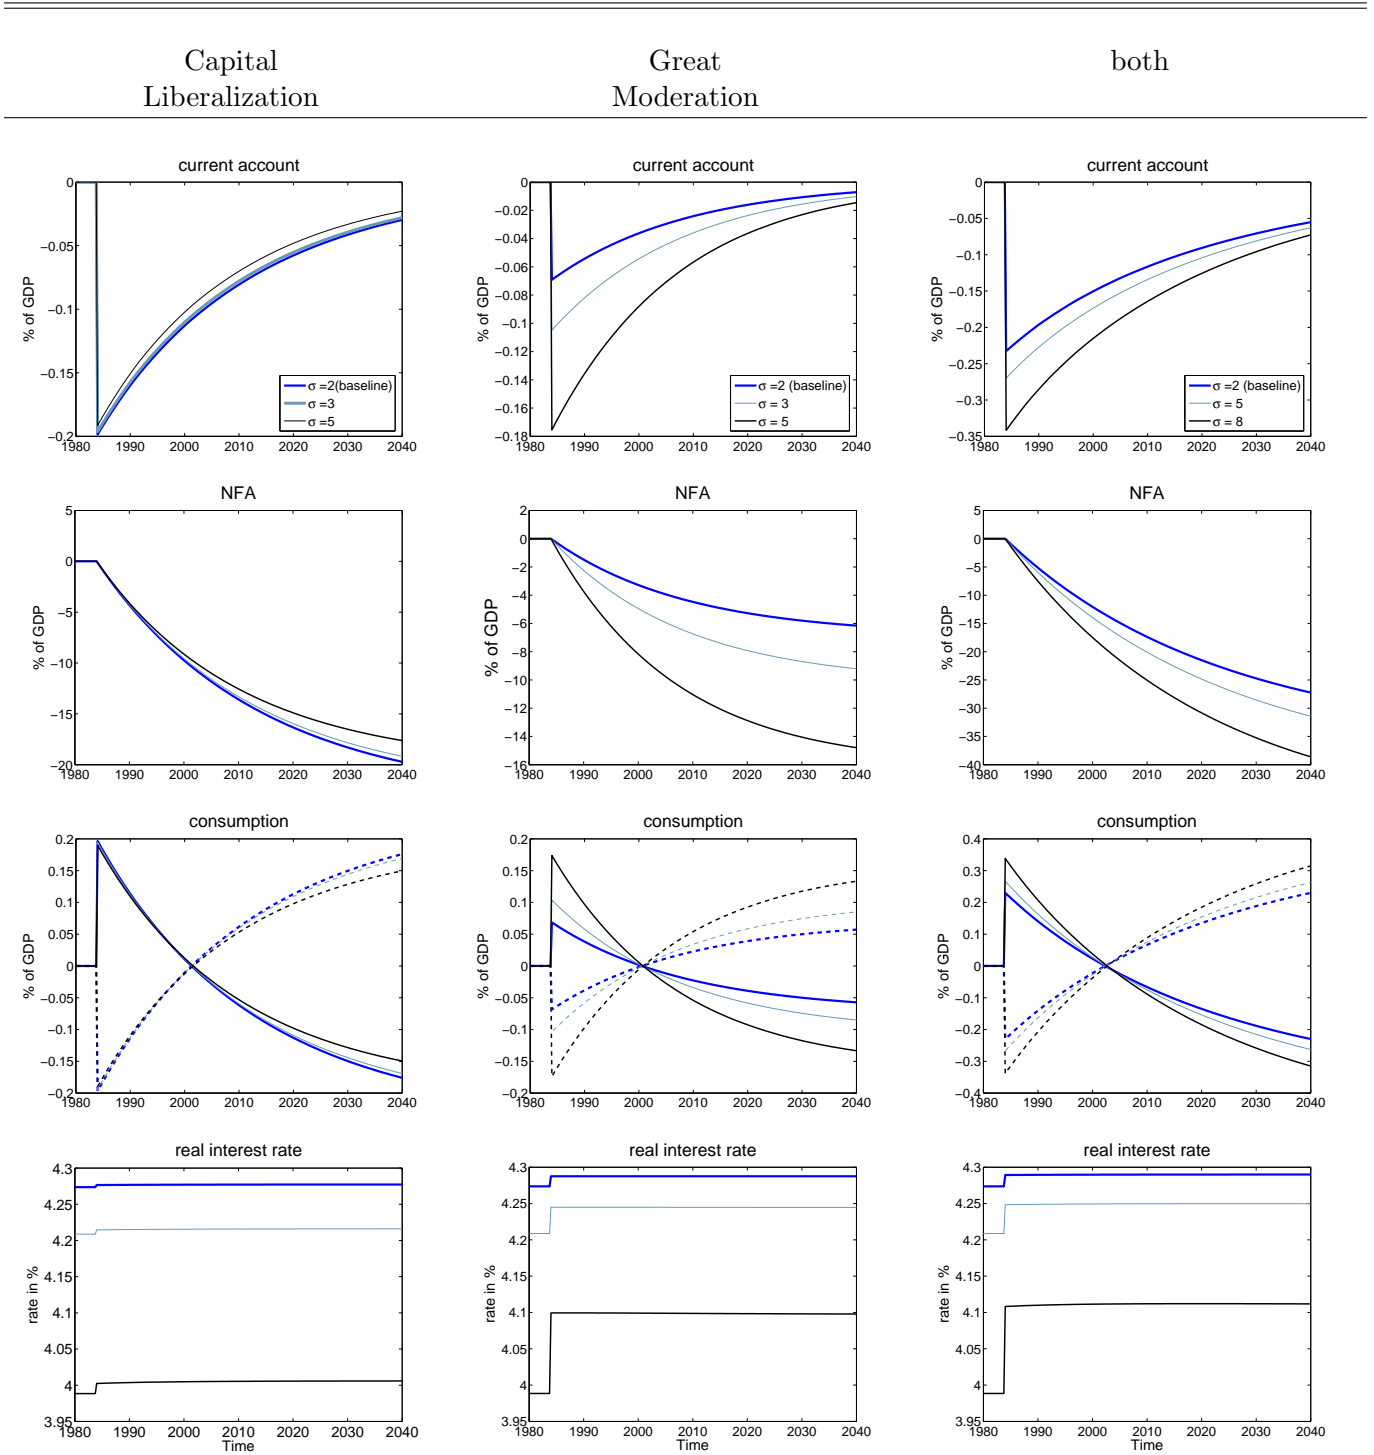 Capital
Liberalization
Great
Moderation
both
current account
% of GDP
0
−0.05
−0.1
−0.15
−0.2
1980 1990 2000 2010 2020 2030 2040
σ =2(baseline)
σ =3
σ =5
current account
% of GDP
0
−0.02
−0.04
−0.06
−0.08
−0.1
−0.12
−0.14
−0.16
−0.18
1980 1990 2000 2010 2020 2030 2040
σ =2 (baseline)
σ = 3
σ = 5
current account
% of GDP
0
−0.05
−0.1
−0.15
−0.2
−0.25
−0.3
−0.35
1980 1990 2000 2010 2020 2030 2040
σ =2 (baseline)
σ = 5
σ = 8
NFA
% of GDP
5
0
−5
−10
−15
−20
1980 1990 2000 2010 2020 2030 2040
NFA
% of GDP
2
0
−2
−4
−6
−8
−10
−12
−14
−16
1980 1990 2000 2010 2020 2030 2040
NFA
% of GDP
5
0
−5
−10
−15
−20
−25
−30
−35
−40
1980 1990 2000 2010 2020 2030 2040
consumption
% of GDP
0.2
0.15
0.1
0.05
0
−0.05
−0.1
−0.15
−0.2
1980 1990 2000 2010 2020 2030 2040
consumption
% of GDP
0.2
0.15
0.1
0.05
0
−0.05
−0.1
−0.15
−0.2
1980 1990 2000 2010 2020 2030 2040
consumption
% of GDP
0.4
0.3
0.2
0.1
0
−0.1
−0.2
−0.3
−0.4
1980 1990 2000 2010 2020 2030 2040
real interest rate
rate in %
4.3
4.25
4.2
4.15
4.1
4.05
4
3.95
1980 1990 2000 2010 2020 2030 2040
Time
real interest rate
rate in %
4.3
4.25
4.2
4.15
4.1
4.05
4
3.95
1980 1990 2000 2010 2020 2030 2040
Time
real interest rate
rate in %
4.3
4.25
4.2
4.15
4.1
4.05
4
3.95
1980 1990 2000 2010 2020 2030 2040
Time